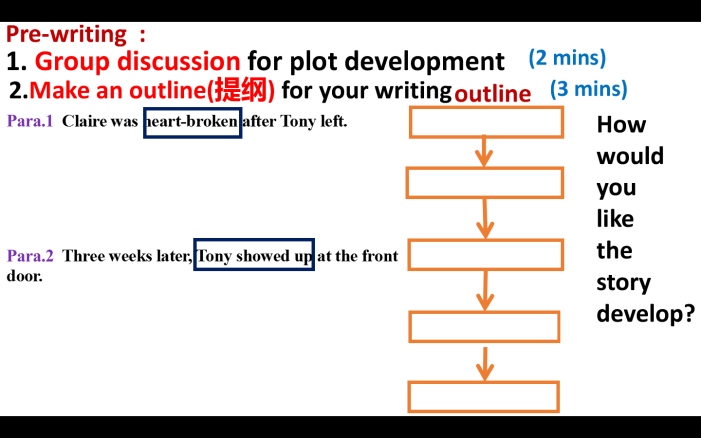 Pre-writing :
1. Group discussion for plot development (2 mins)
2.Make an outline(提纲) for your writing outline (3 mins)
Para.1 Claire was heart-broken after Tony left.
Para.2 Three weeks later, Tony showed up at the front
door.
How
would
you
like
the
story
develop?